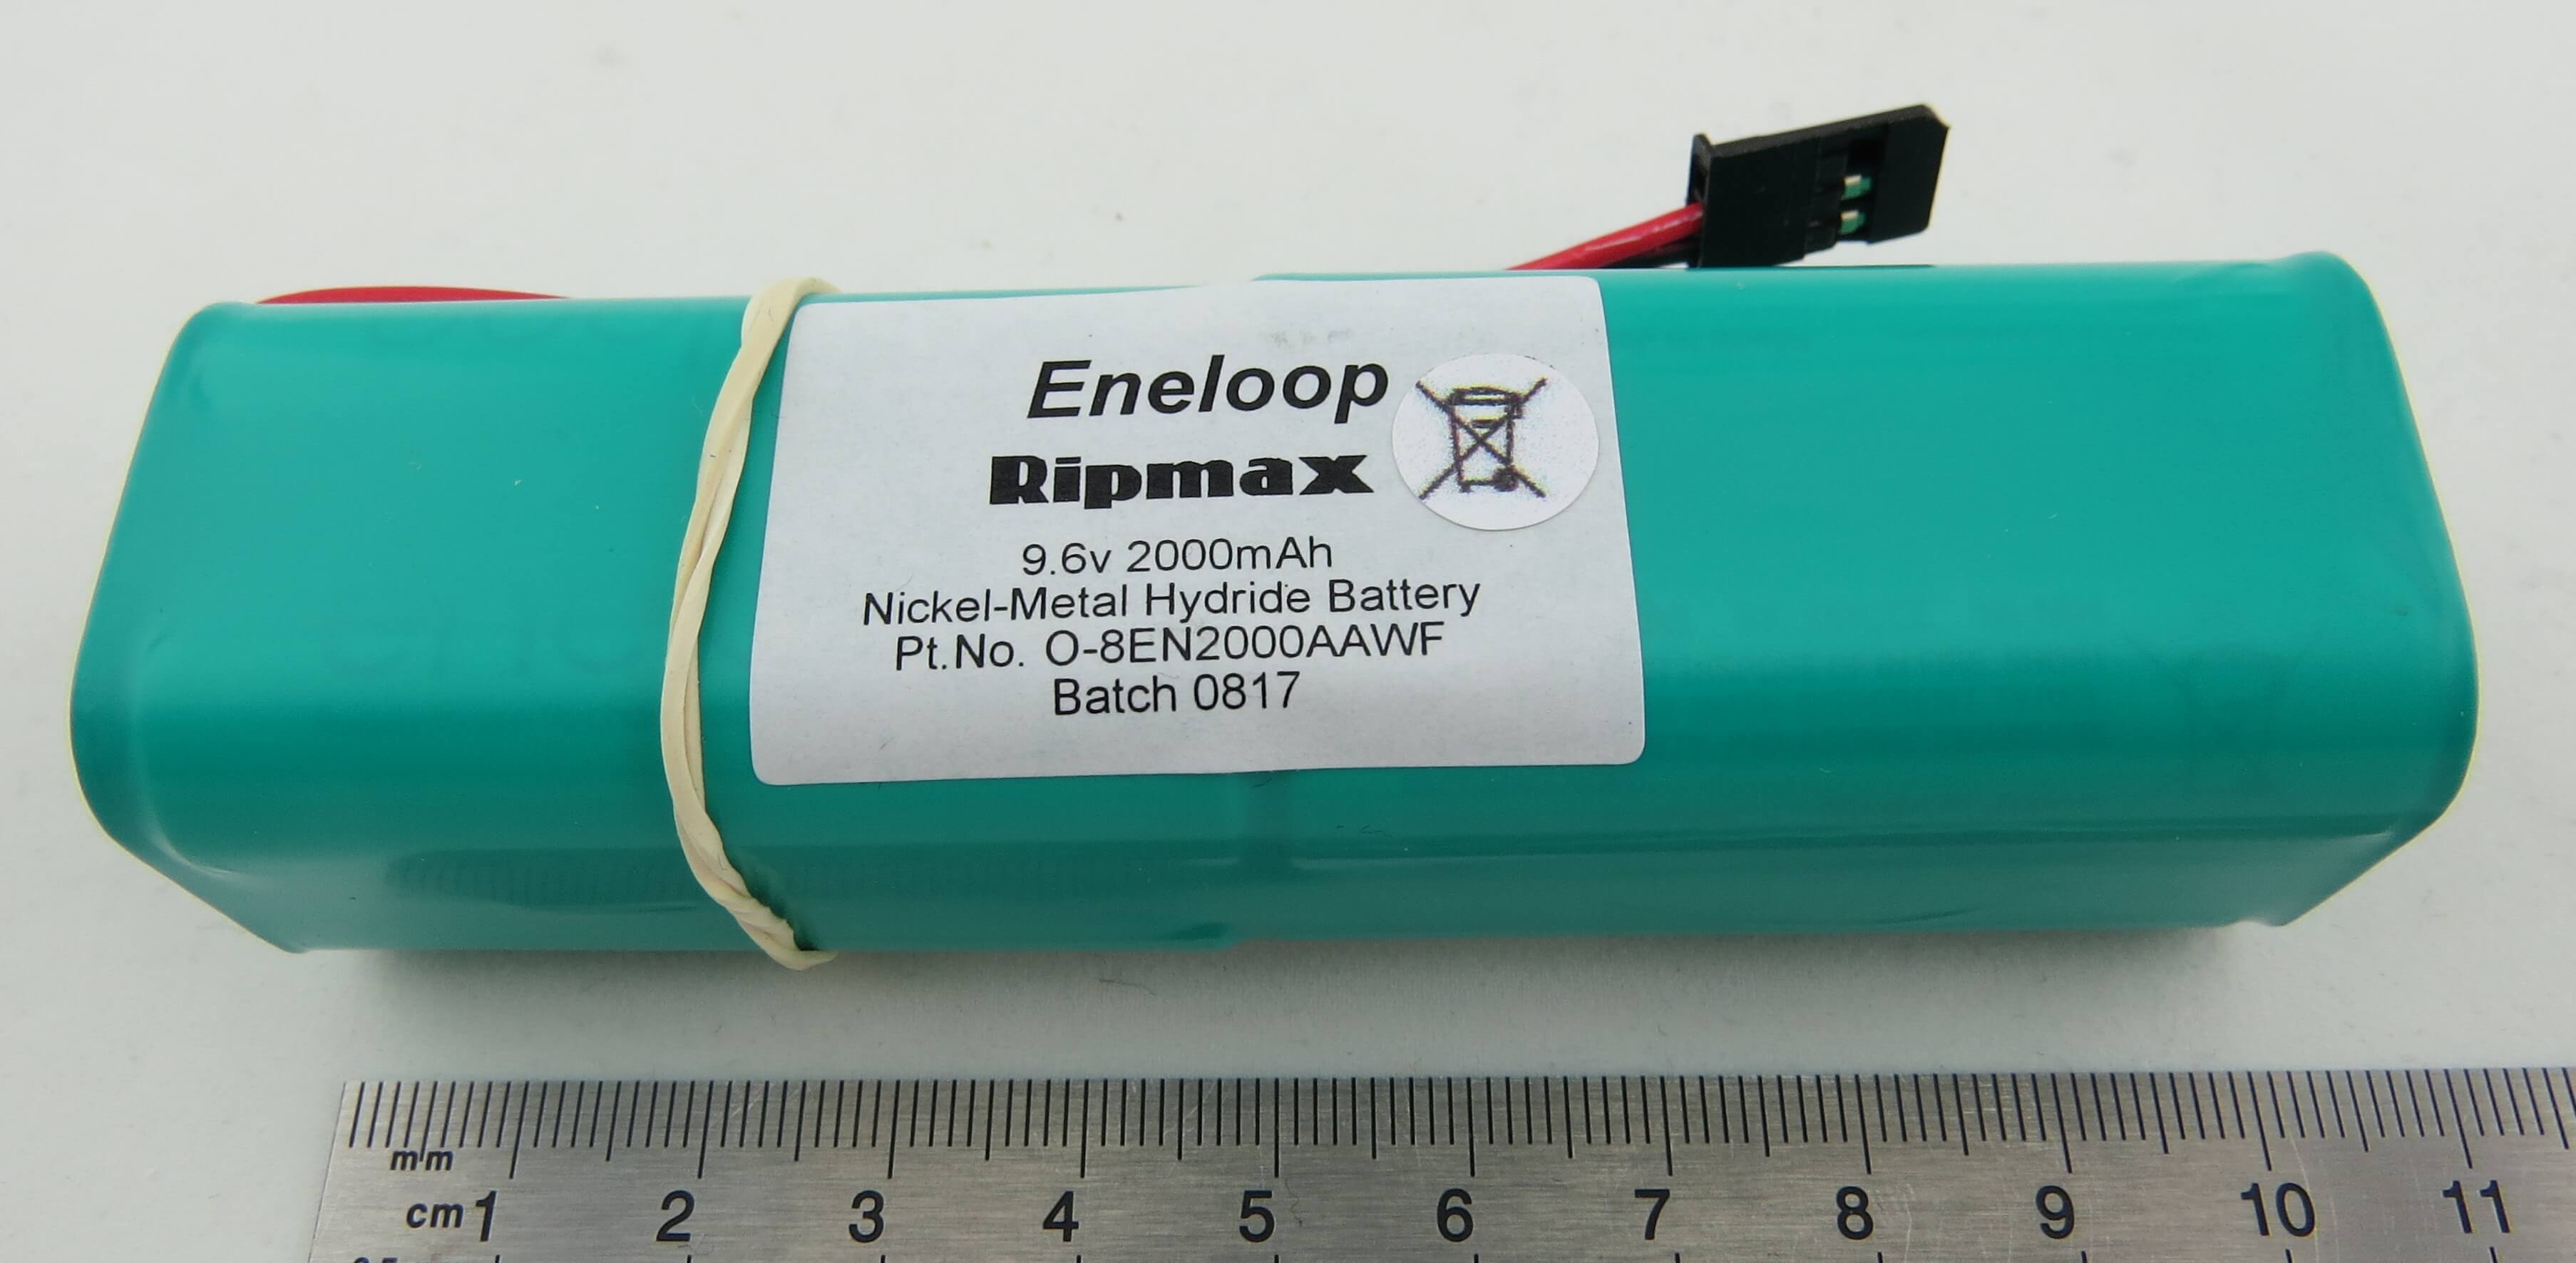 Eneloop
Ripmax
9.6v 2000mAh
Nickel-Metal Hydride Battery
Pt.No. O-8EN2000AAWF
Batch 0817
mm
cm 1 2 3 4 5 6 7 8 9 10 11